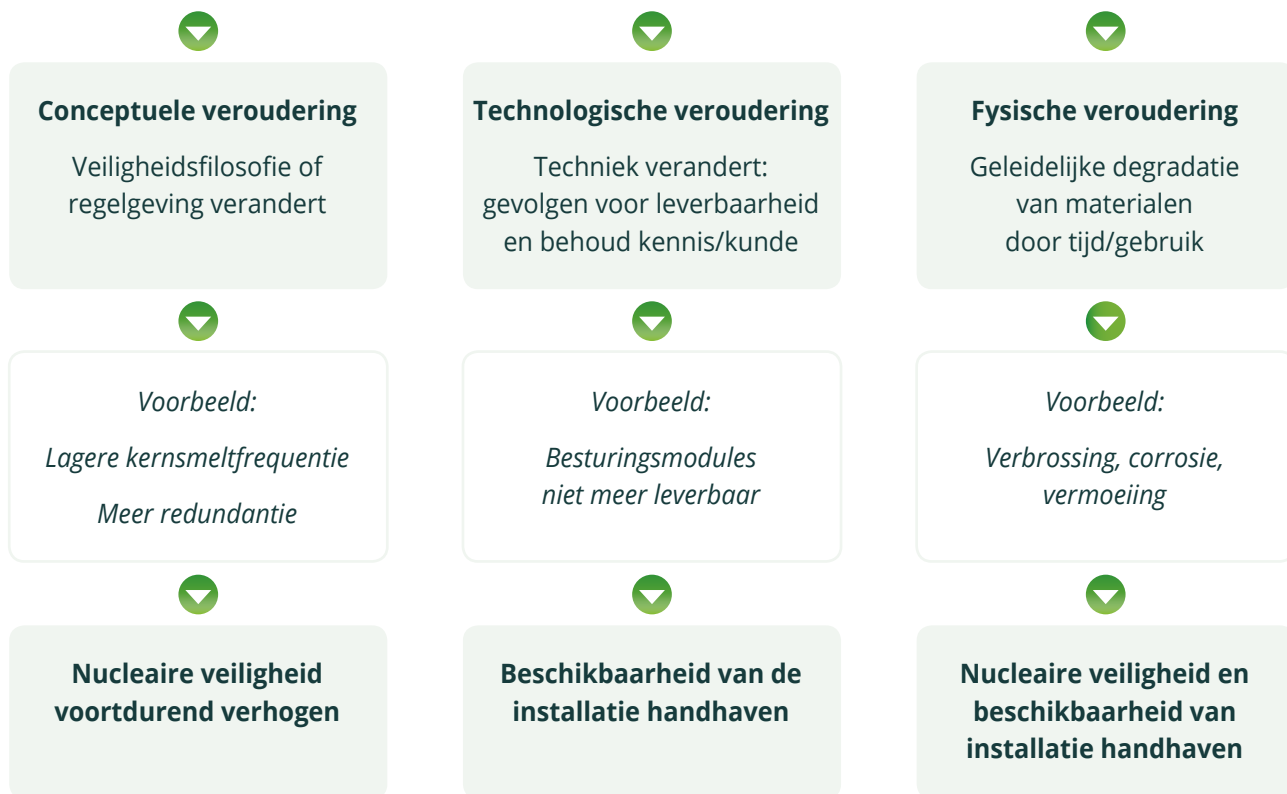 Conceptuele veroudering
Veiligheidsfilosofie of
regelgeving verandert
Voorbeeld:
Lagere kernsmeltfrequentie
Meer redundantie
Nucleaire veiligheid
voortdurend verhogen
Technologische veroudering
Techniek verandert:
gevolgen voor leverbaarheid
en behoud kennis/kunde
Voorbeeld:
Besturingsmodules
niet meer leverbaar
Beschikbaarheid van de
installatie handhaven
Fysische veroudering
Geleidelijke degradatie
van materialen
door tijd/gebruik
Voorbeeld:
Verbrossing, corrosie,
vermoeiing
Nucleaire veiligheid en
beschikbaarheid van
installatie handhaven